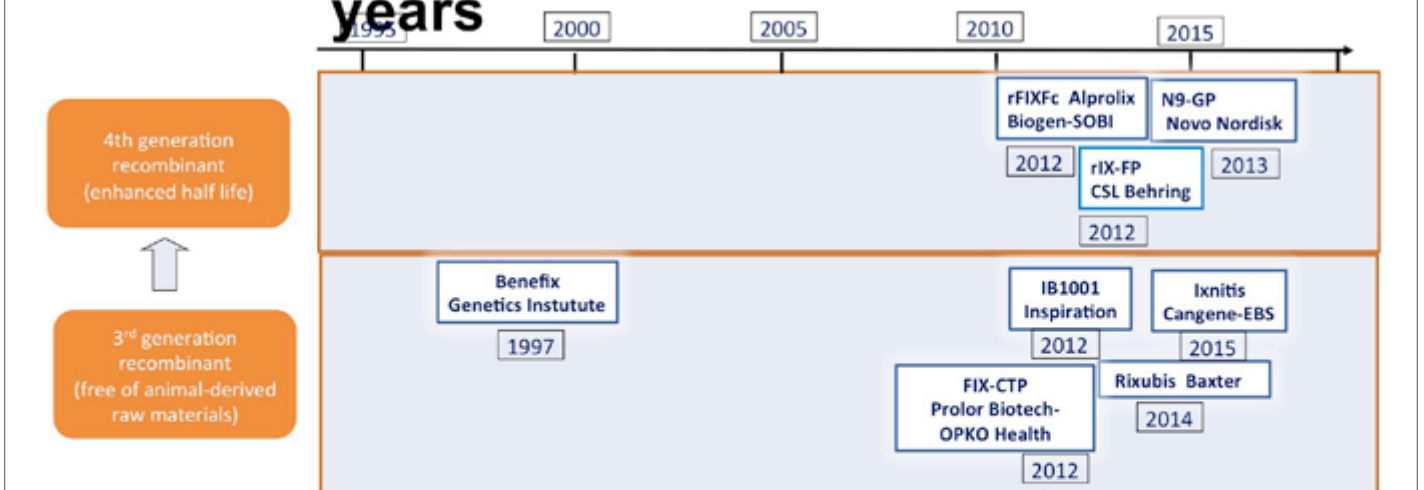 years
1995 2000 2005 2010 2015
4th generation
recombinant
(enhanced half life)
rFIXFc Alprolix
Biogen-SOBI
2012
N9-GP
Novo Nordisk
2013
rIX-FP
CSL Behring
2012
3rd generation
recombinant
(free of animal-derived
raw materials)
Benefix
Genetics Instutute
1997
IB1001
Inspiration
2012
Ixnitis
Cangene-EBS
2015
FIX-CTP
Prolor Biotech-
OPKO Health
2012
Rixubis Baxter
2014